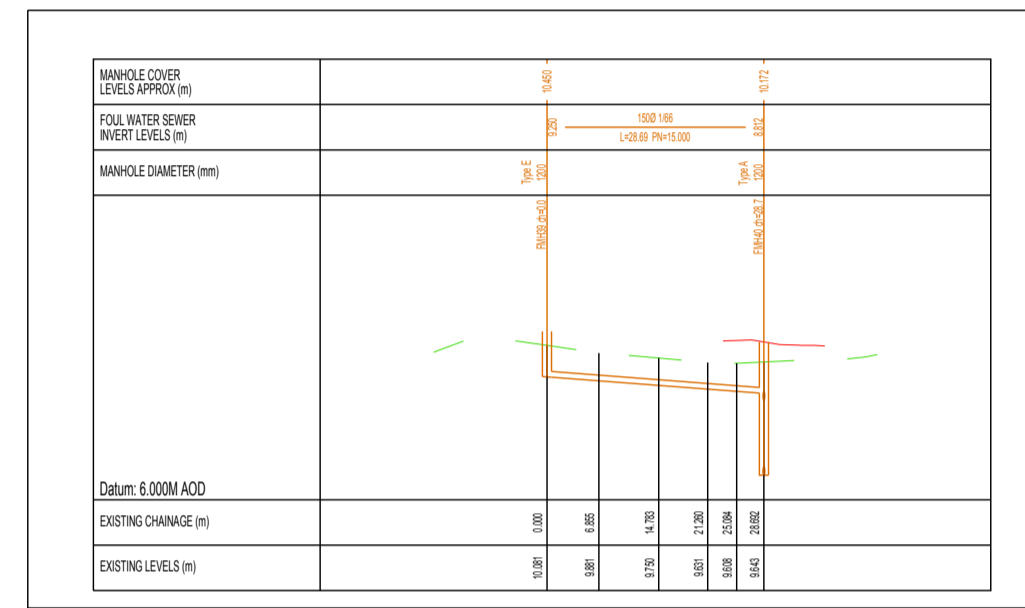 MANHOLE COVER
LEVELS APPROX (m)
10.450
10.172
FOUL WATER SEWER
INVERT LEVELS (m)
9.250
150Ø 1/66
L=28.69 PN=15.000
8.812
MANHOLE DIAMETER (mm)
Type E
1200
Type A
1200
FMH39 ch=0.0
FMH40 ch=28.7
Datum: 6.000M AOD
EXISTING CHAINAGE (m)
0.000
6.855
14.783
21.260
25.084
28.692
EXISTING LEVELS (m)
10.081
9.881
9.750
9.631
9.608
9.643